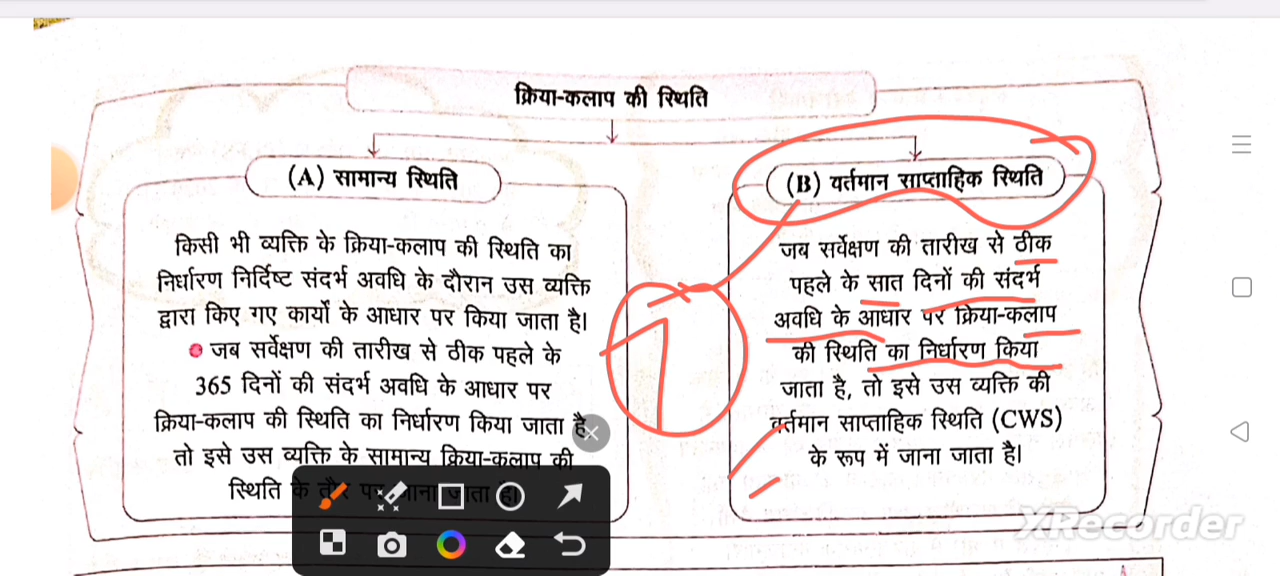 क्रिया-कलाप की स्थिति
(A) सामान्य स्थिति
किसी भी व्यक्ति के क्रिया-कलाप की स्थिति का
निर्धारण निर्दिष्ट संदर्भ अवधि के दौरान उस व्यक्ति
द्वारा किए गए कार्यों के आधार पर किया जाता है।
जब सर्वेक्षण की तारीख से ठीक पहले के
365 दिनों की संदर्भ अवधि के आधार पर
क्रिया-कलाप की स्थिति का निर्धारण किया जाता है
तो इसे उस व्यक्ति के सामान्य क्रिया-कलाप की
स्थिति के तौर पर जाना जाता है।
(B) वर्तमान साप्ताहिक स्थिति
जब सर्वेक्षण की तारीख से ठीक
पहले के सात दिनों की संदर्भ
अवधि के आधार पर क्रिया-कलाप
की स्थिति का निर्धारण किया
जाता है, तो इसे उस व्यक्ति की
वर्तमान साप्ताहिक स्थिति (CWS)
के रूप में जाना जाता है।
1
XRecorder